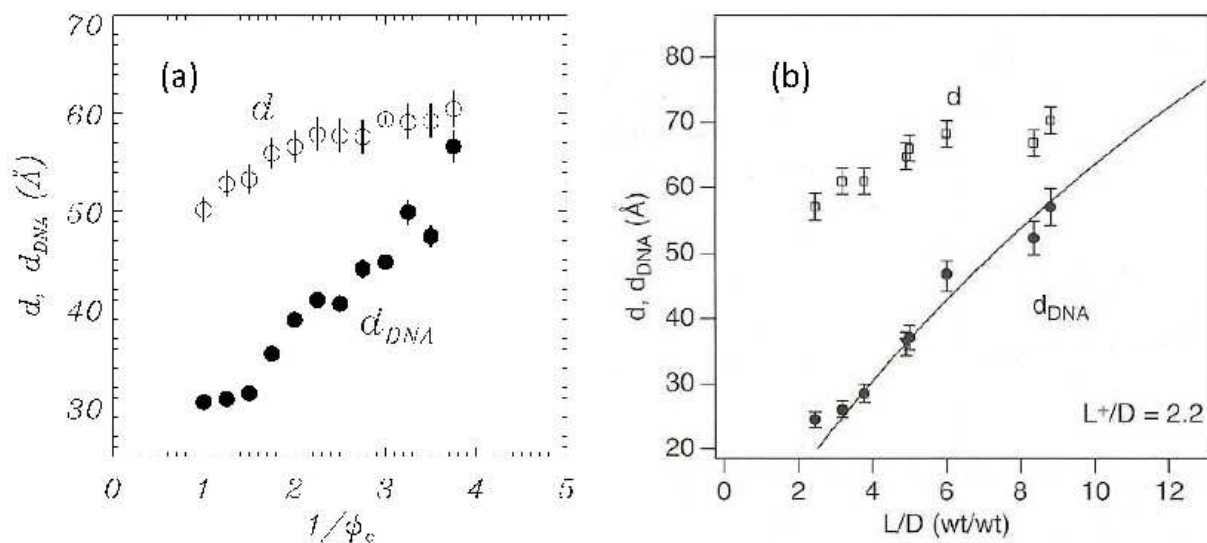 (a)
70
60
50
40
30
d, d_DNA (Å)
d
d_DNA
0 1 2 3 4 5
1/ϕ_c
(b)
80
70
60
50
40
30
20
d, d_DNA (Å)
d
d_DNA
L⁺/D = 2.2
0 2 4 6 8 10 12
L/D (wt/wt)